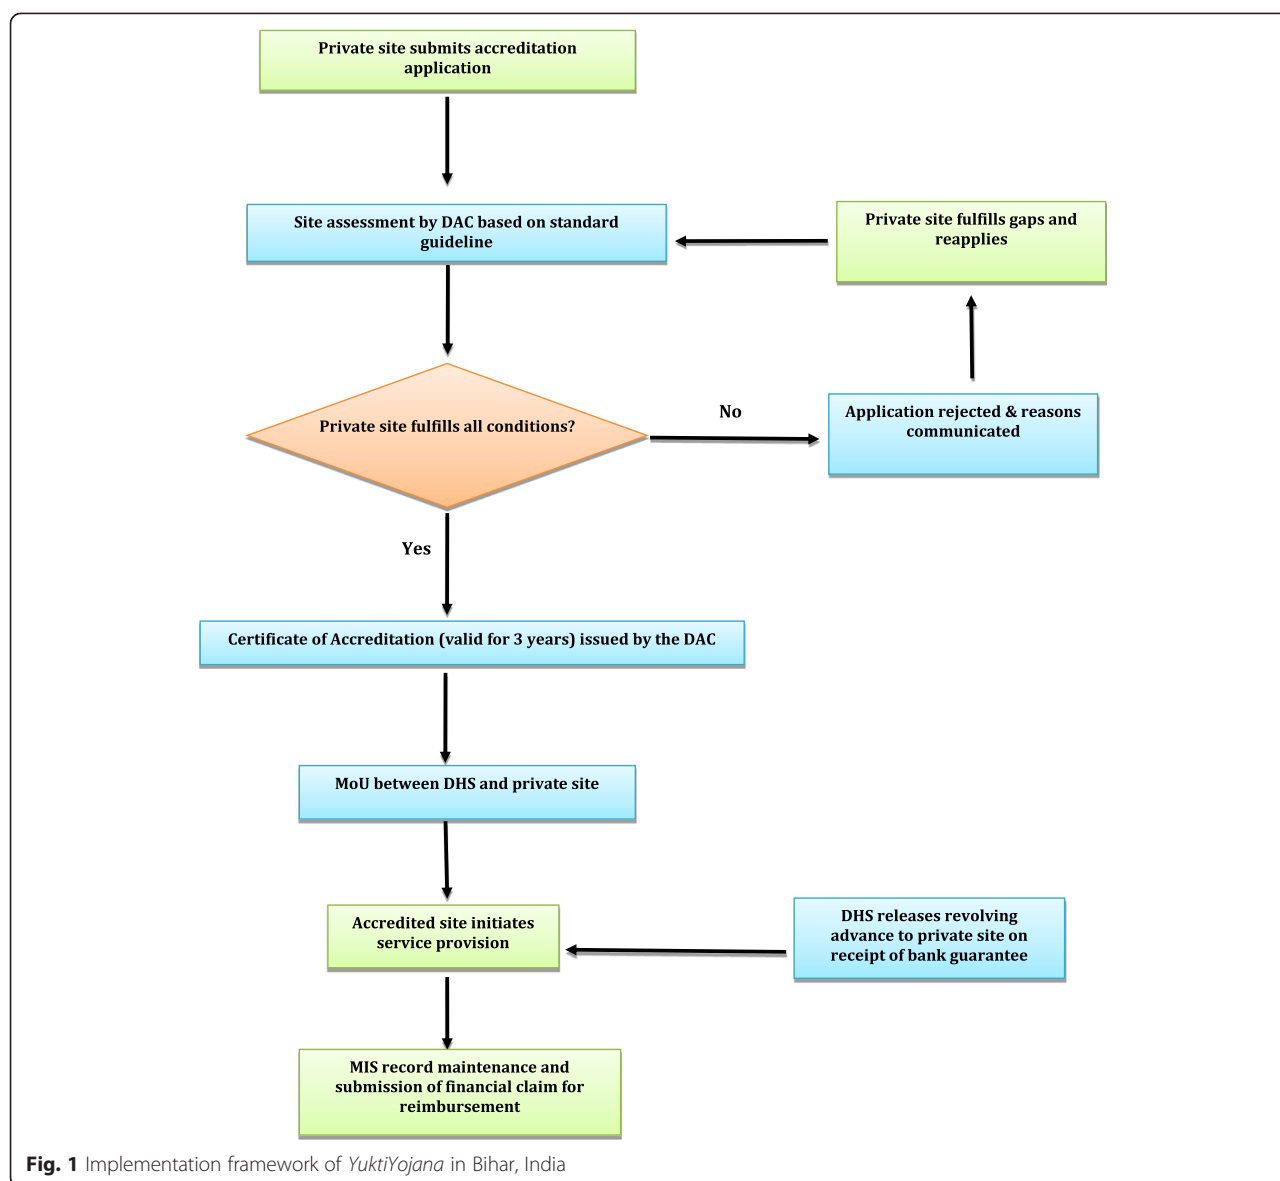 Private site submits accreditation
application
Site assessment by DAC based on standard
guideline
Private site fulfills gaps and
reapplies
Private site fulfills all conditions?
No
Application rejected & reasons
communicated
Yes
Certificate of Accreditation (valid for 3 years) issued by the DAC
MoU between DHS and private site
Accredited site initiates
service provision
DHS releases revolving
advance to private site on
receipt of bank guarantee
MIS record maintenance and
submission of financial claim for
reimbursement
Fig. 1 Implementation framework of YuktiYojana in Bihar, India